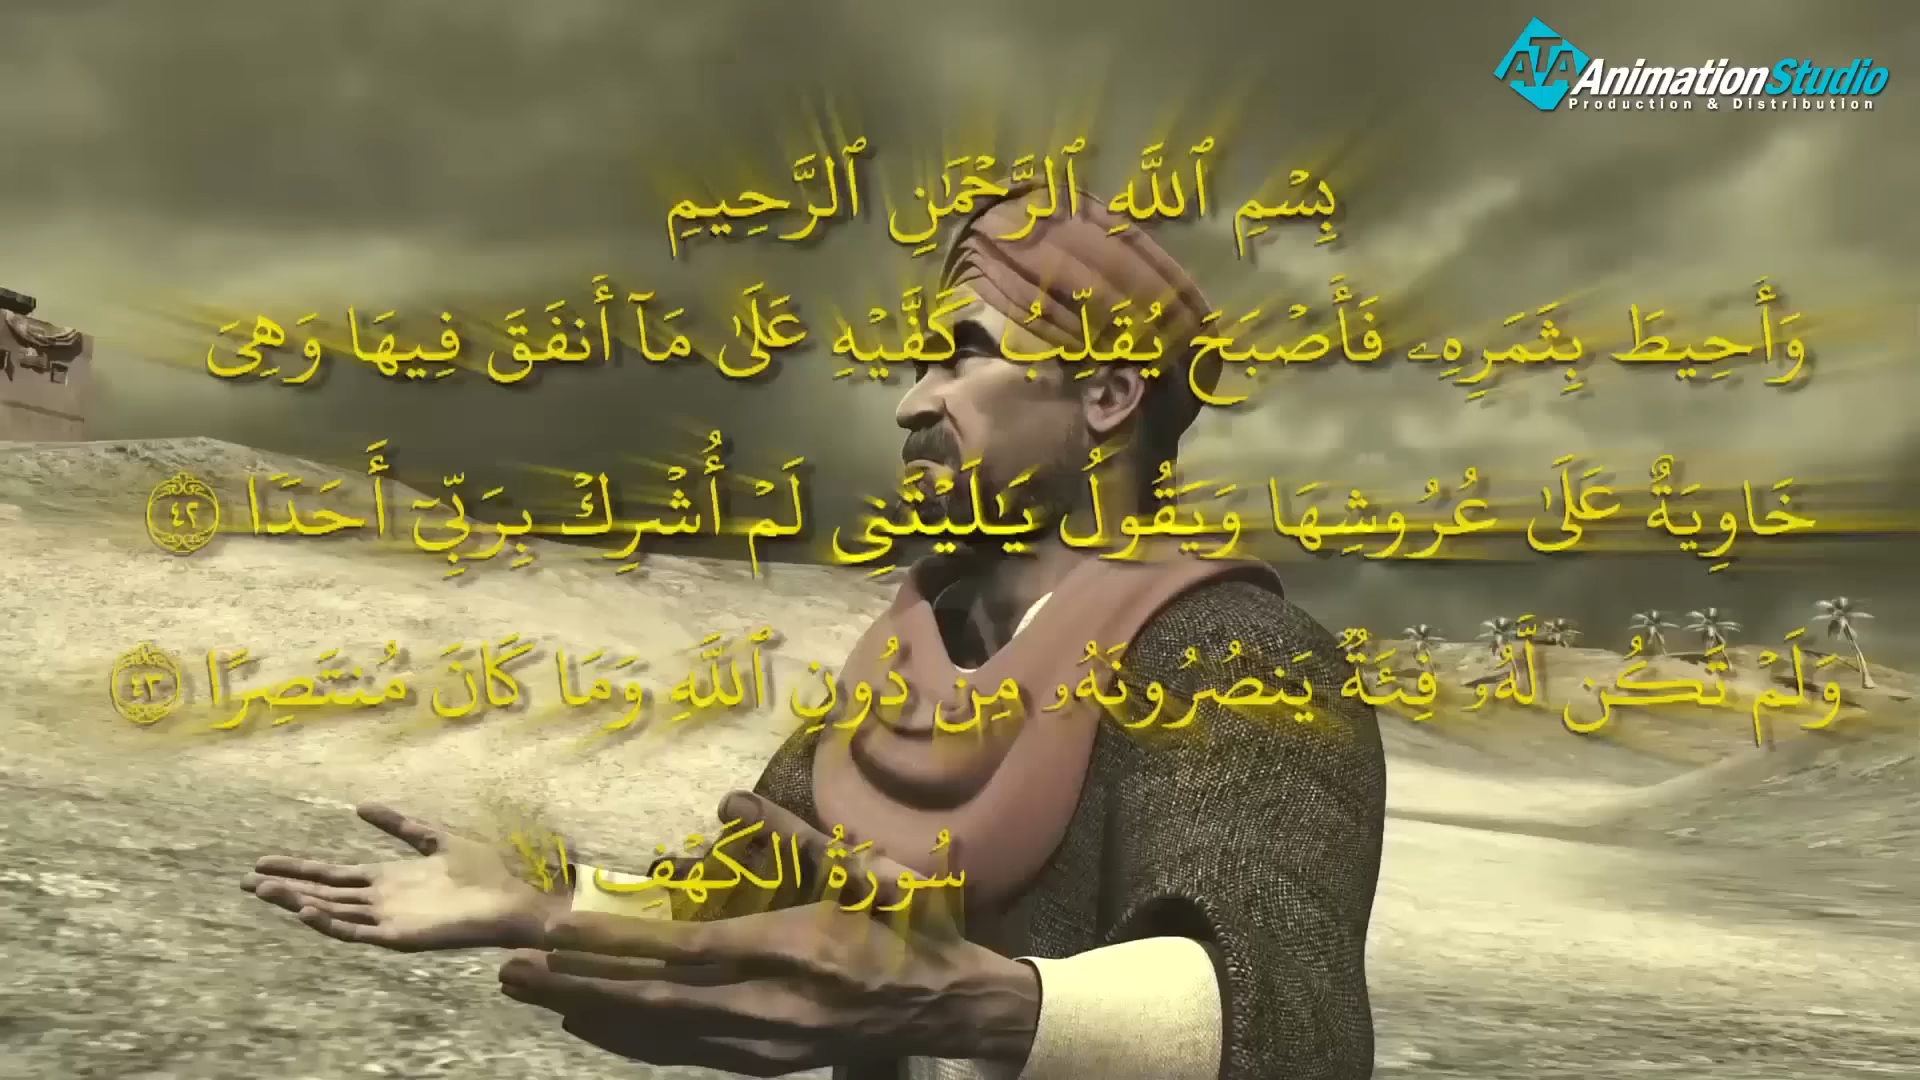 ATA AnimationStudio
Production & Distribution
بِسْمِ ٱللَّهِ ٱلرَّحْمَٰنِ ٱلرَّحِيمِ
وَأُحِيطَ بِثَمَرِهِۦ فَأَصْبَحَ يُقَلِّبُ كَفَّيْهِ عَلَىٰ مَآ أَنفَقَ فِيهَا وَهِىَ
خَاوِيَةٌ عَلَىٰ عُرُوشِهَا وَيَقُولُ يَٰلَيْتَنِى لَمْ أُشْرِكْ بِرَبِّىٓ أَحَدًا ٤٢
وَلَمْ تَكُن لَّهُۥ فِئَةٌ يَنصُرُونَهُۥ مِن دُونِ ٱللَّهِ وَمَا كَانَ مُنتَصِرًا ٤٣
سُورَةُ الكَهْفِ